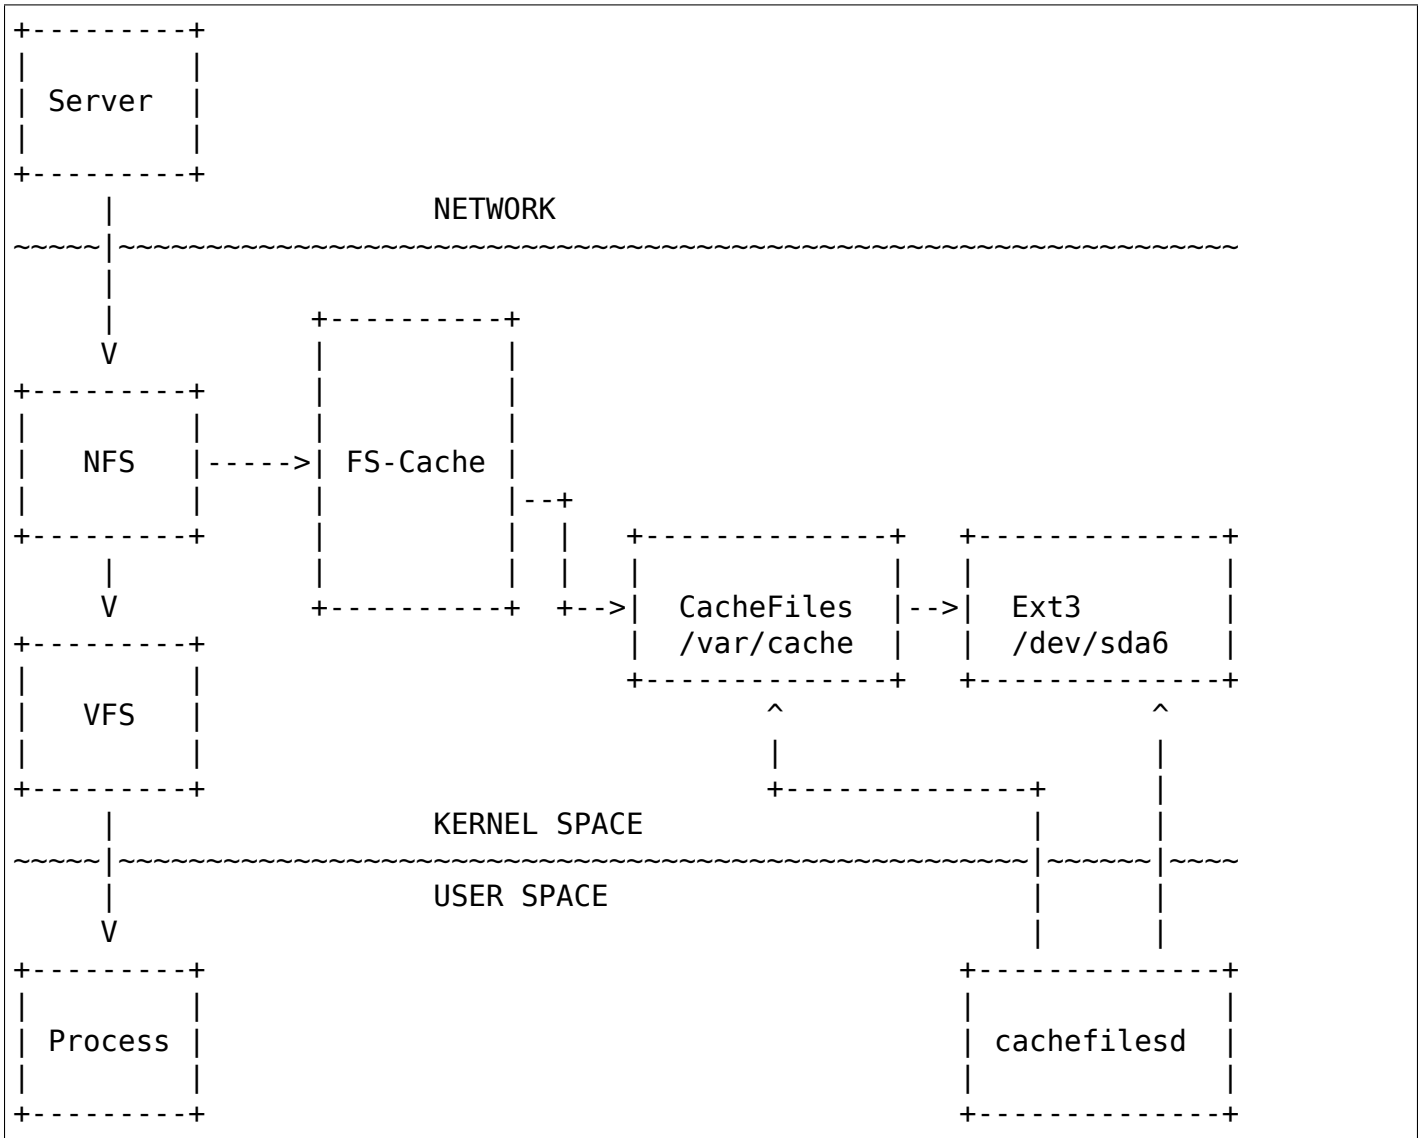 Server
NETWORK
NFS
FS-Cache
CacheFiles
/var/cache
Ext3
/dev/sda6
VFS
KERNEL SPACE
USER SPACE
Process
cachefilesd